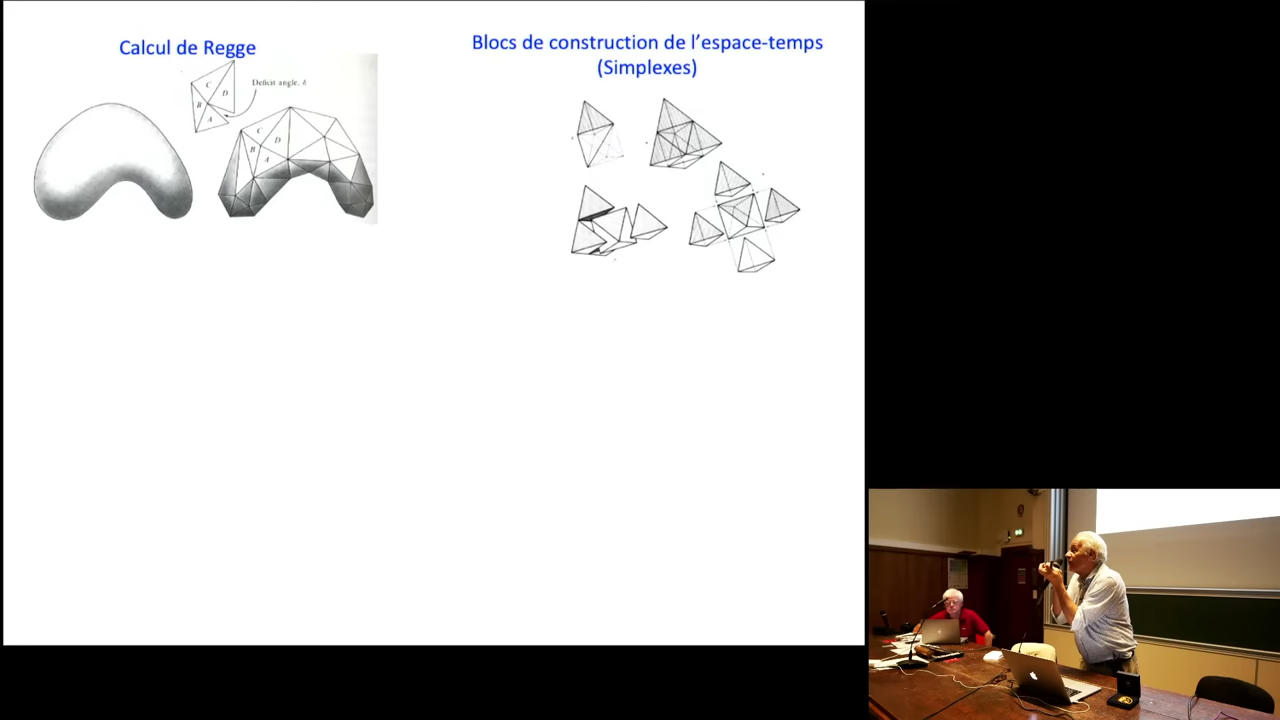 Calcul de Regge
Deficit angle, δ
C
D
B
A
C
D
B
A
Blocs de construction de l’espace-temps
(Simplexes)